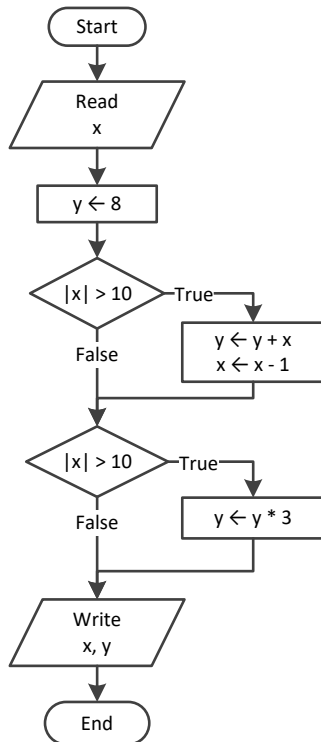 Start
Read
x
y ← 8
|x| > 10
True
False
y ← y + x
x ← x - 1
|x| > 10
True
False
y ← y * 3
Write
x, y
End